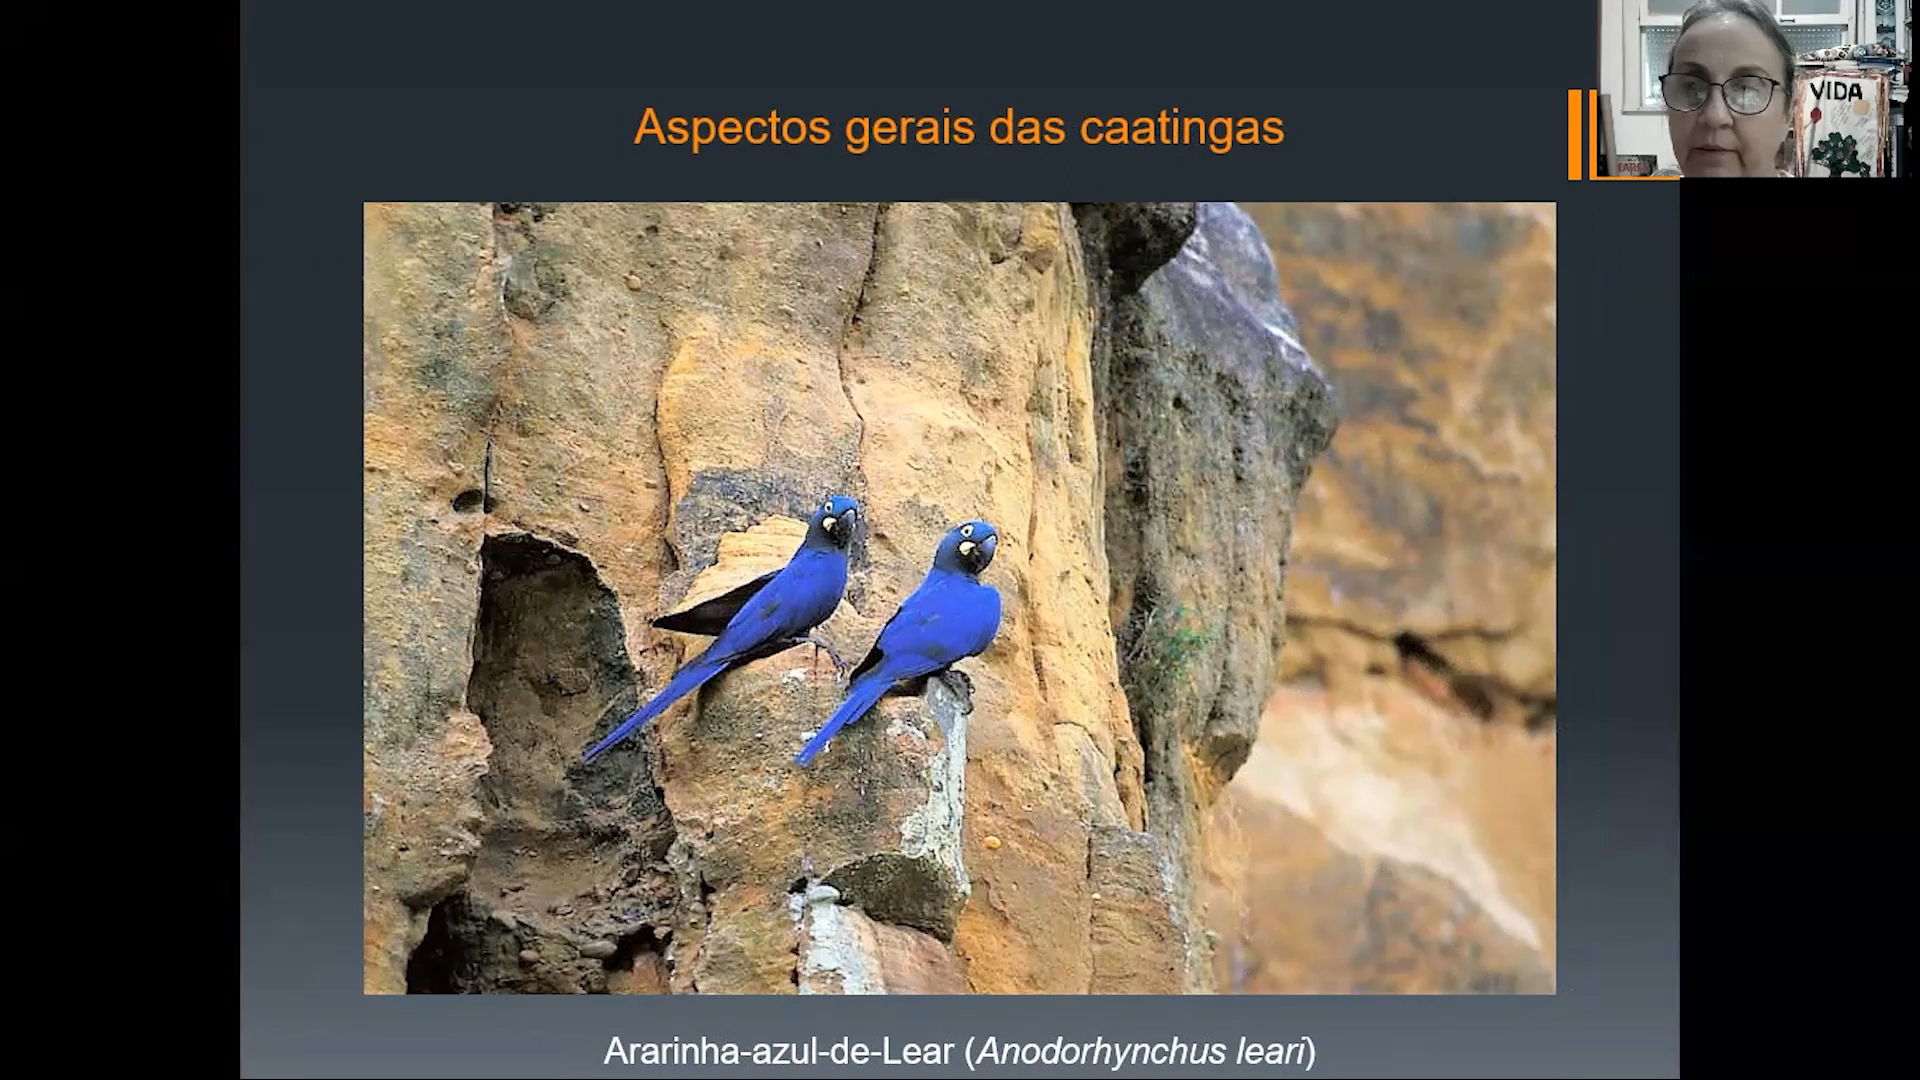 Aspectos gerais das caatingas
VIDA
Ararinha-azul-de-Lear (Anodorhynchus leari)